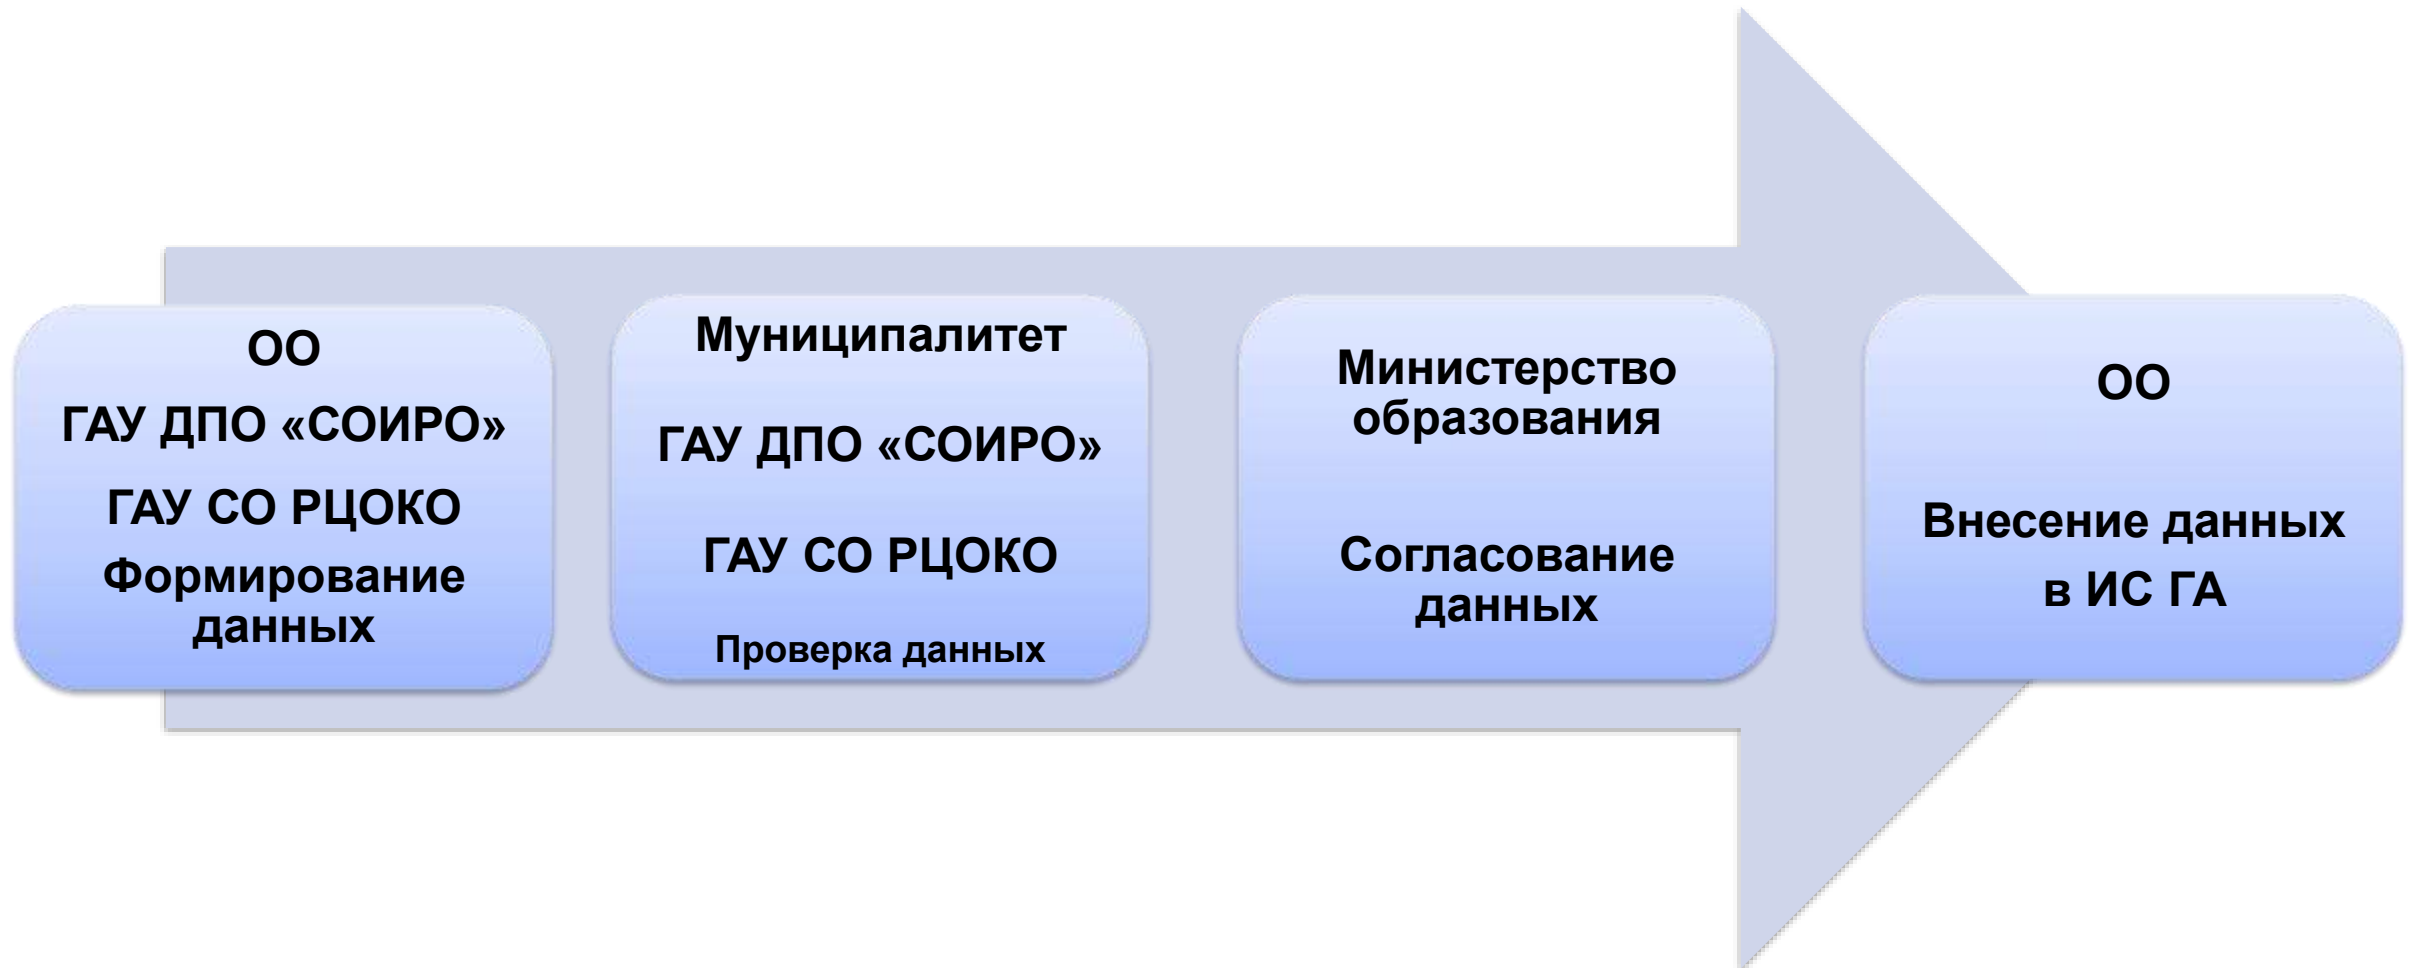 ОО
ГАУ ДПО «СОИРО»
ГАУ СО РЦОКО
Формирование
данных
Муниципалитет
ГАУ ДПО «СОИРО»
ГАУ СО РЦОКО
Проверка данных
Министерство
образования
Согласование
данных
ОО
Внесение данных
в ИС ГА